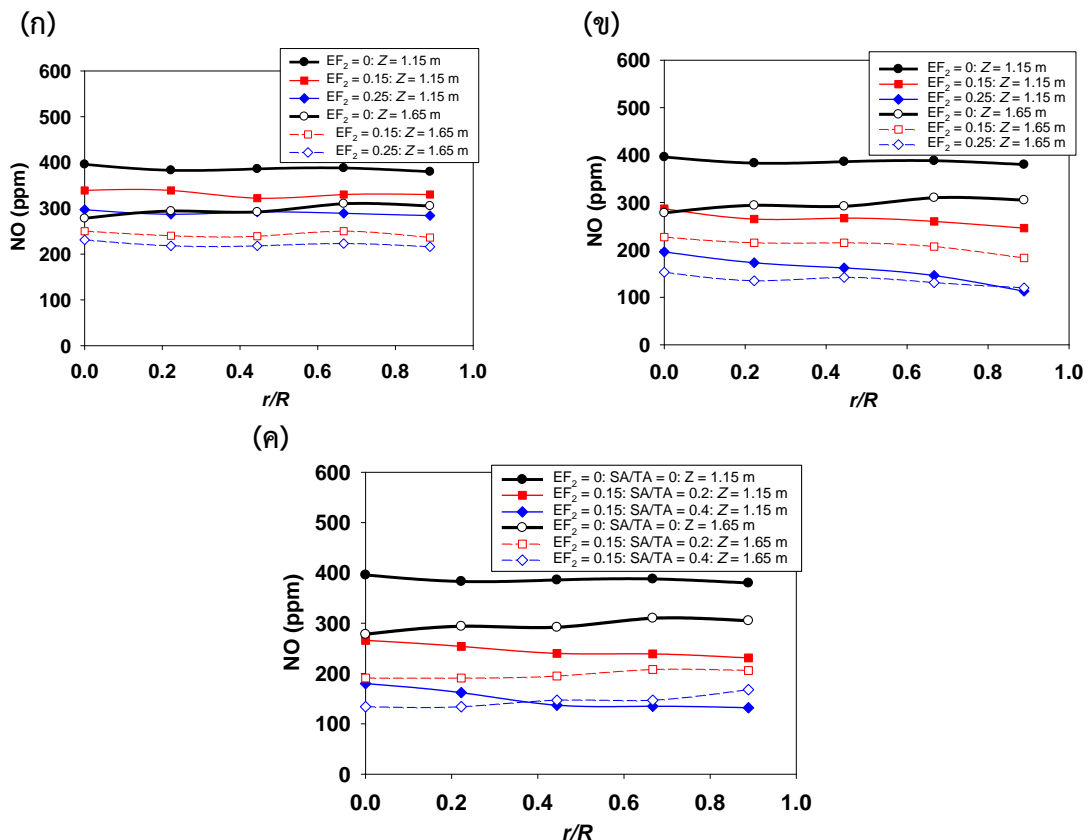 (ก)
EF₂ = 0: Z = 1.15 m
EF₂ = 0.15: Z = 1.15 m
EF₂ = 0.25: Z = 1.15 m
EF₂ = 0: Z = 1.65 m
EF₂ = 0.15: Z = 1.65 m
EF₂ = 0.25: Z = 1.65 m
NO (ppm)
600
500
400
300
200
100
0
0.0 0.2 0.4 0.6 0.8 1.0
r/R
(ข)
EF₂ = 0: Z = 1.15 m
EF₂ = 0.15: Z = 1.15 m
EF₂ = 0.25: Z = 1.15 m
EF₂ = 0: Z = 1.65 m
EF₂ = 0.15: Z = 1.65 m
EF₂ = 0.25: Z = 1.65 m
NO (ppm)
600
500
400
300
200
100
0
0.0 0.2 0.4 0.6 0.8 1.0
r/R
(ค)
EF₂ = 0: SA/TA = 0: Z = 1.15 m
EF₂ = 0.15: SA/TA = 0.2: Z = 1.15 m
EF₂ = 0.15: SA/TA = 0.4: Z = 1.15 m
EF₂ = 0: SA/TA = 0: Z = 1.65 m
EF₂ = 0.15: SA/TA = 0.2: Z = 1.65 m
EF₂ = 0.15: SA/TA = 0.4: Z = 1.65 m
NO (ppm)
600
500
400
300
200
100
0
0.0 0.2 0.4 0.6 0.8 1.0
r/R